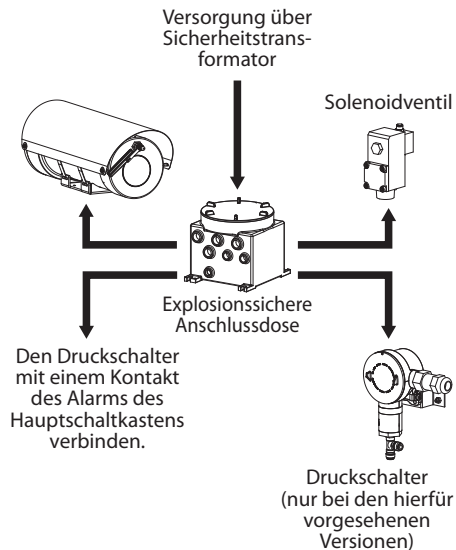 Versorgung über
Sicherheitstrans-
formator
Solenoidventil
Explosionssichere
Anschlussdose
Den Druckschalter
mit einem Kontakt
des Alarms des
Hauptschaltkastens
verbinden.
Druckschalter
(nur bei den hierfür
vorgesehenen
Versionen)